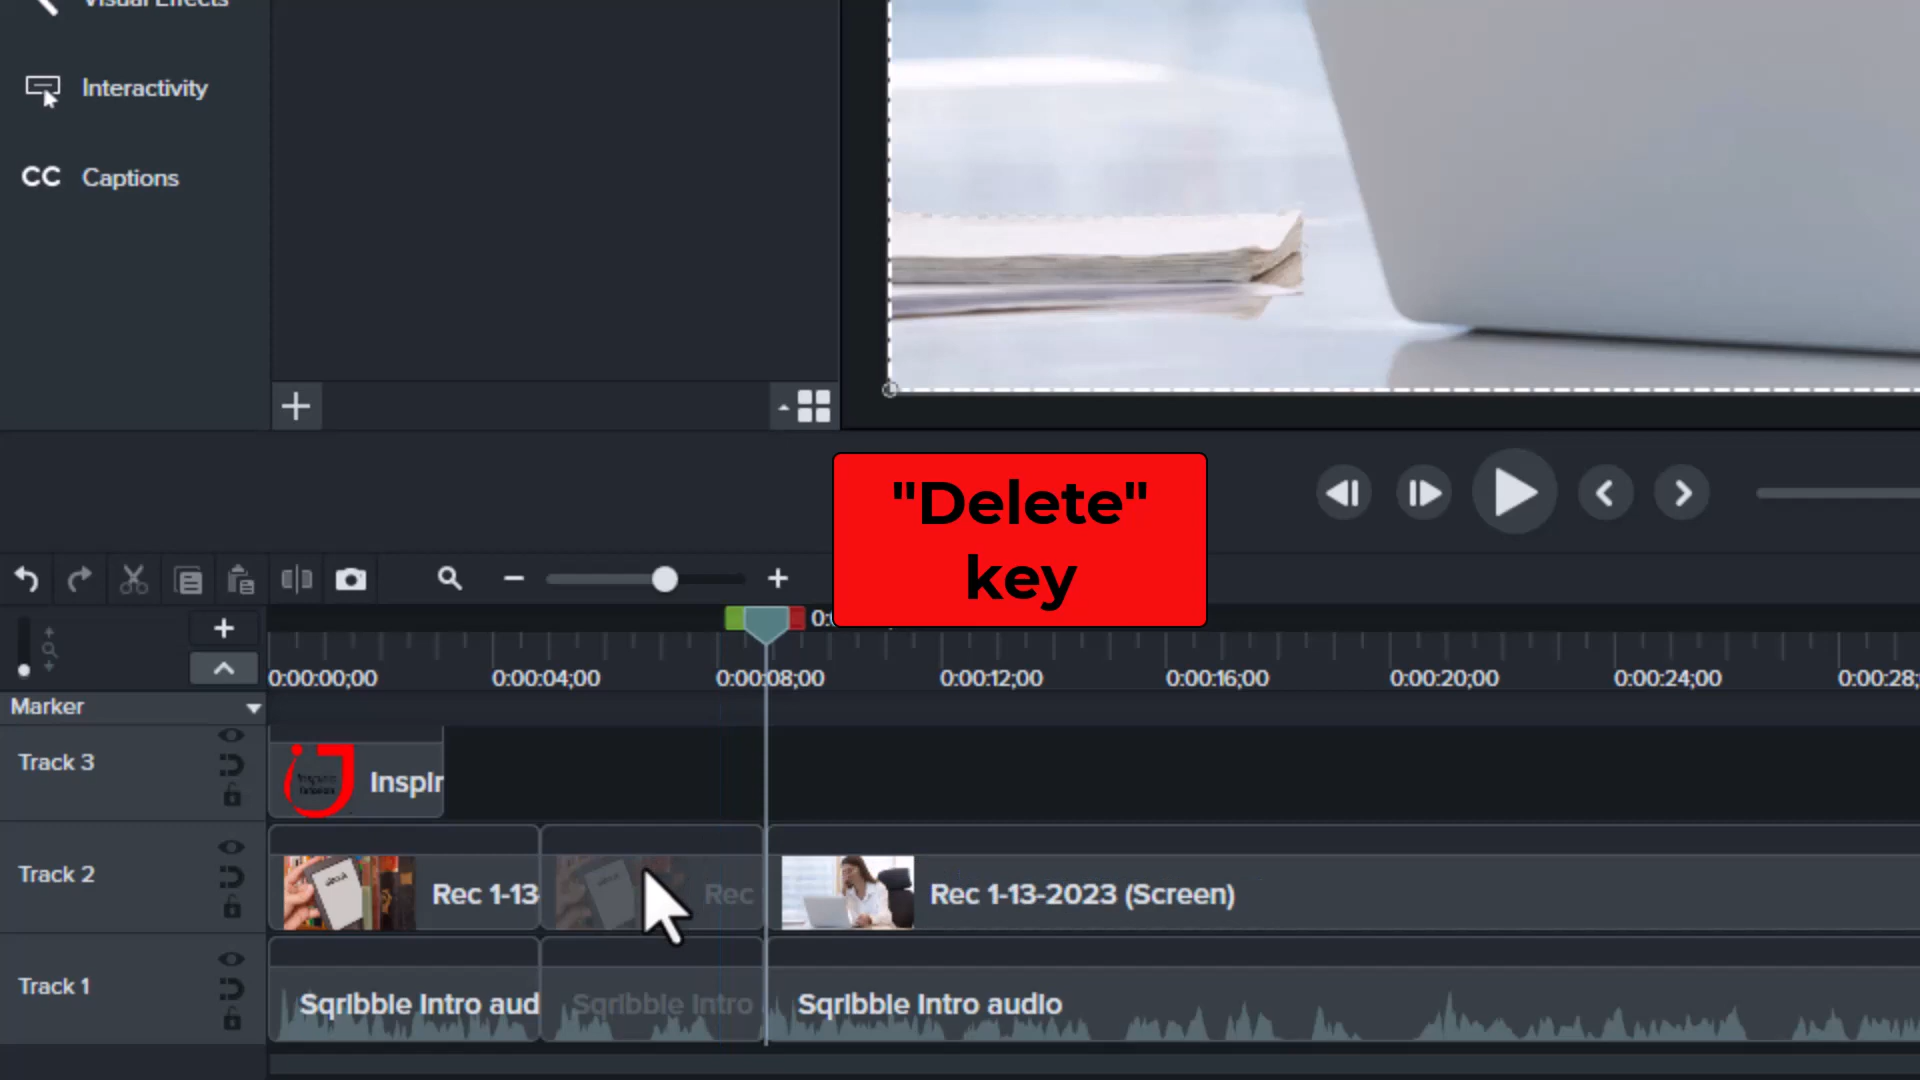 Visual Effects
Interactivity
CC Captions
"Delete"
key
0:00:00;00 0:00:04;00 0:00:08;00 0:00:12;00 0:00:16;00 0:00:20;00 0:00:24;00 0:00:28;
Marker
Track 3
InspIr
Track 2
Rec 1-13
Rec
Rec 1-13-2023 (Screen)
Track 1
SqrIbble Intro aud
SqrIbble Intro
SqrIbble Intro audIo